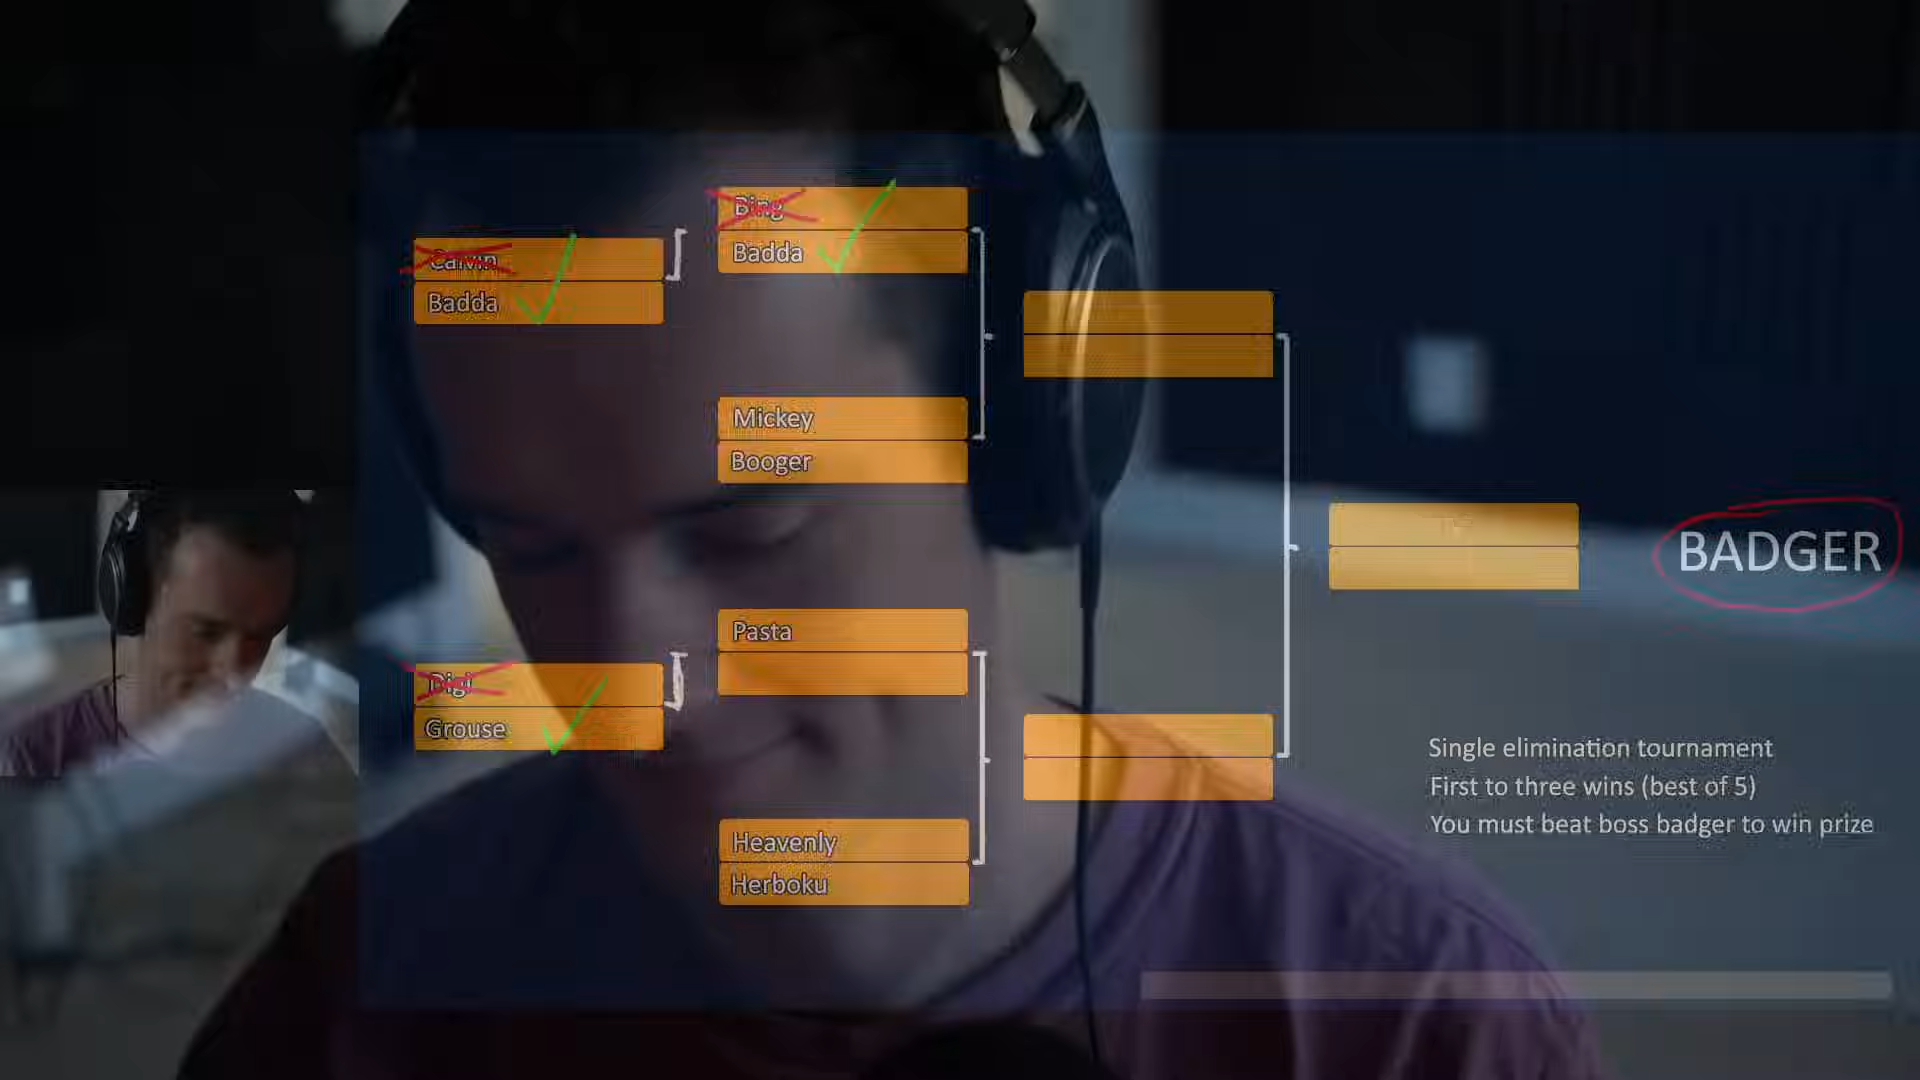 Calvin
Badda
Bing
Badda
Mickey
Booger
Digi
Grouse
Pasta
Heavenly
Herboku
BADGER
Single elimination tournament
First to three wins (best of 5)
You must beat boss badger to win prize